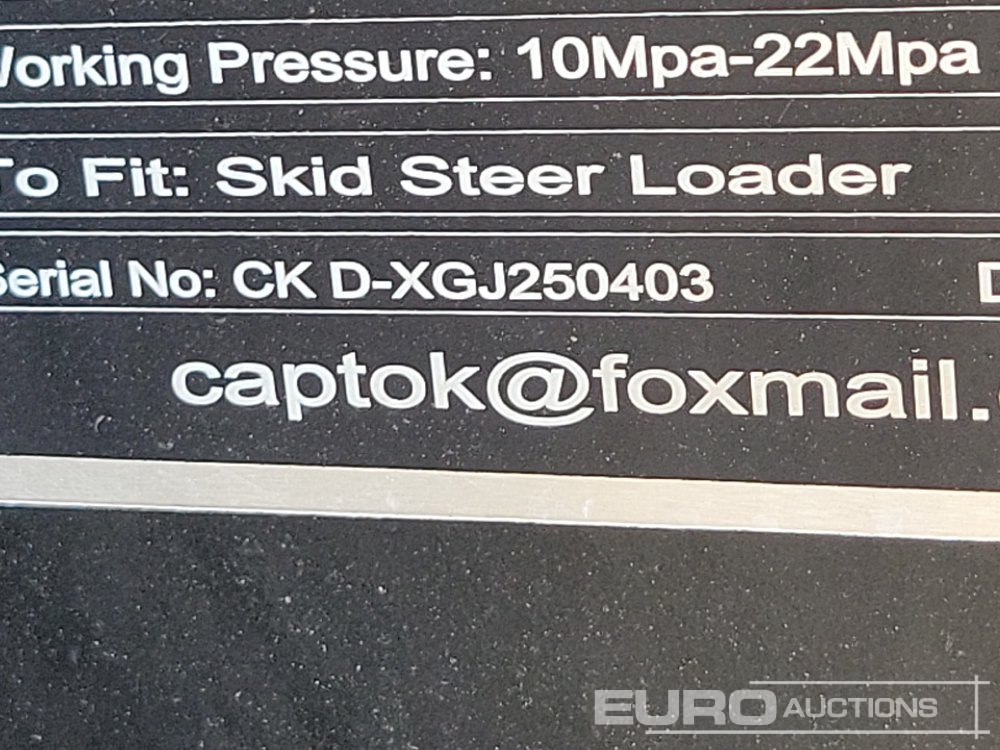 Working Pressure: 10Mpa-22Mpa
To Fit: Skid Steer Loader
Serial No: CK D-XGJ250403 D
captok@foxmail.
EURO AUCTIONS